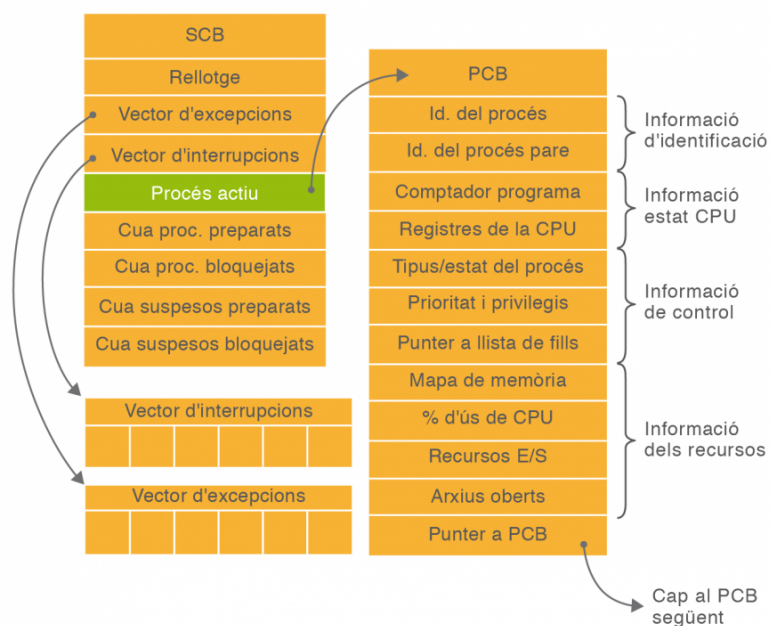 SCB
Rellotge
Vector d'excepcions
Vector d'interrupcions
Procés actiu
Cua proc. preparats
Cua proc. bloquejats
Cua suspesos preparats
Cua suspesos bloquejats
Vector d'interrupcions
Vector d'excepcions
PCB
Id. del procés
Id. del procés pare
Comptador programa
Registres de la CPU
Tipus/estat del procés
Prioritat i privilegis
Punter a llista de fills
Mapa de memòria
% d'ús de CPU
Recursos E/S
Arxius oberts
Punter a PCB
Informació
d'identificació
Informació
estat CPU
Informació
de control
Informació
dels recursos
Cap al PCB
següent